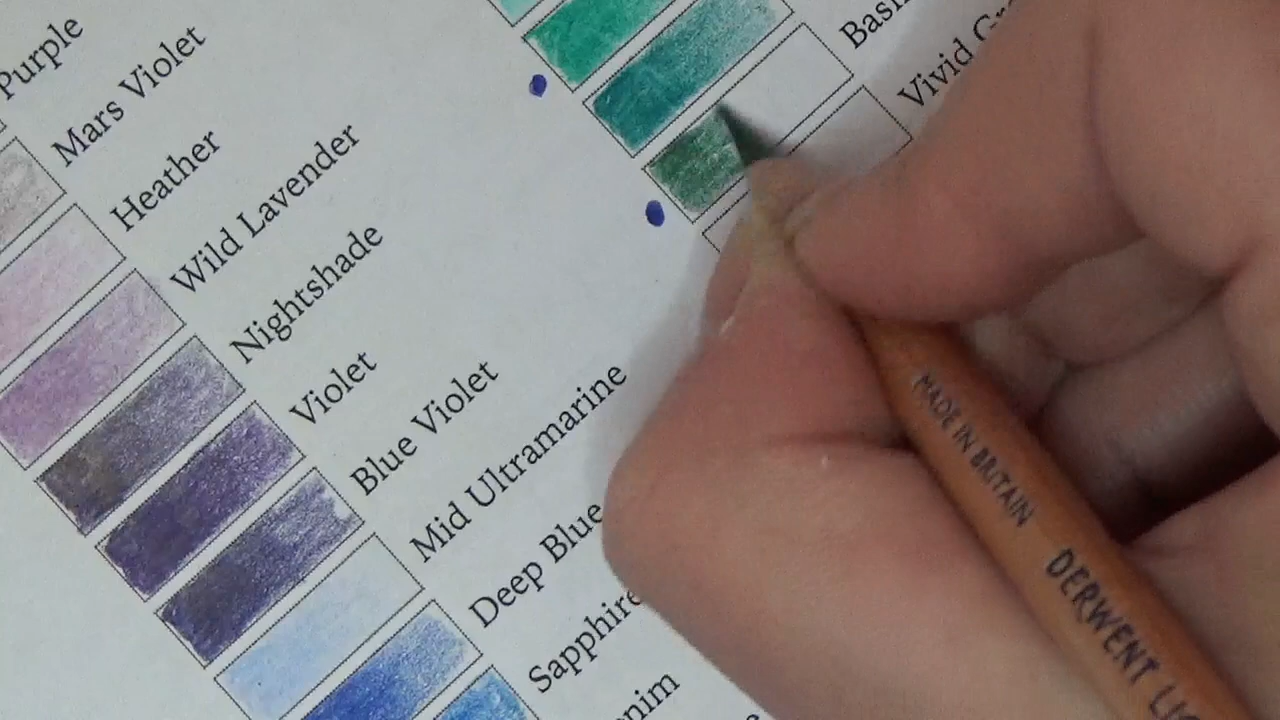 Purple
Mars Violet
Heather
Wild Lavender
Nightshade
Violet
Blue Violet
Mid Ultramarine
Deep Blue
Sapphire
Vivid
MADE IN BRITAIN
DERWENT